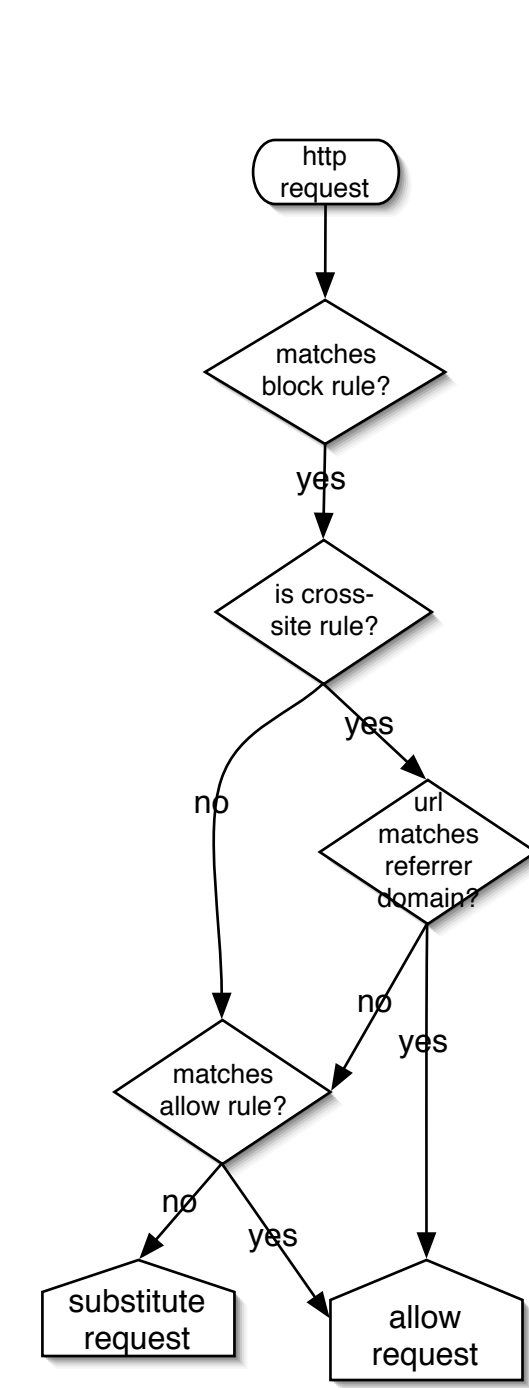 http
request
matches
block rule?
yes
is cross-
site rule?
yes
no
url
matches
referrer
domain?
no
yes
matches
allow rule?
no
yes
substitute
request
allow
request